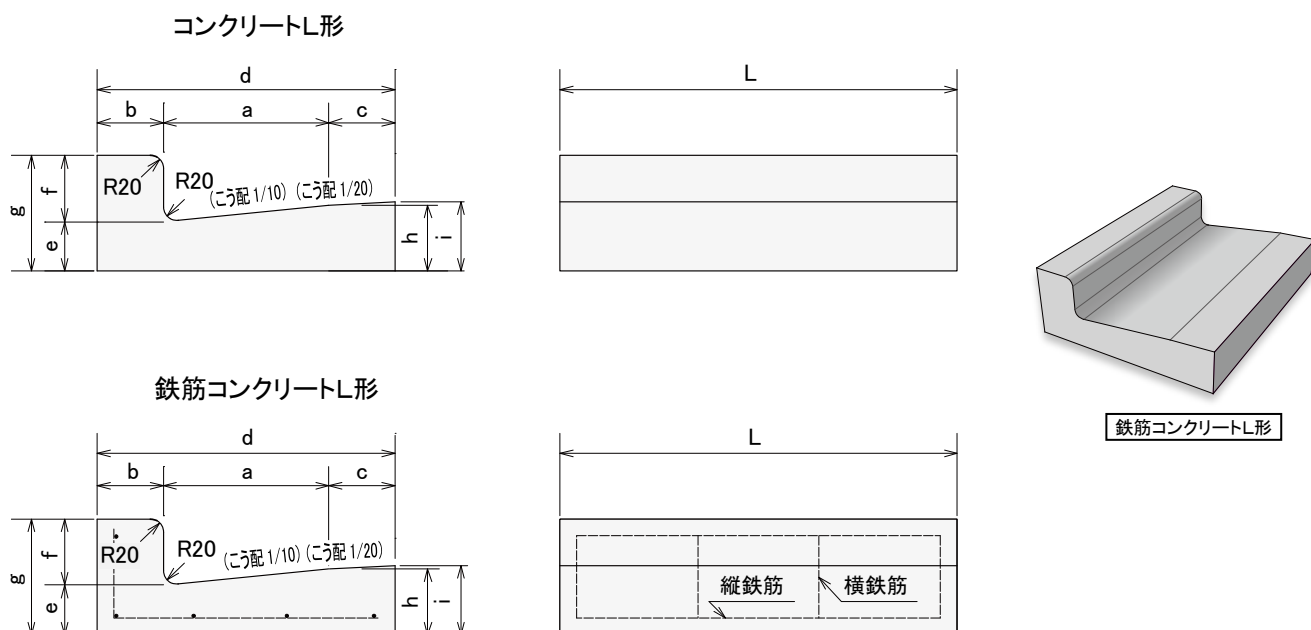 コンクリートL形
d
b a c
g f e
R20 R20 (こう配 1/10) (こう配 1/20)
h i
L
鉄筋コンクリートL形
鉄筋コンクリートL形
d
b a c
g f e
R20 R20 (こう配 1/10) (こう配 1/20)
h i
L
縦鉄筋 横鉄筋